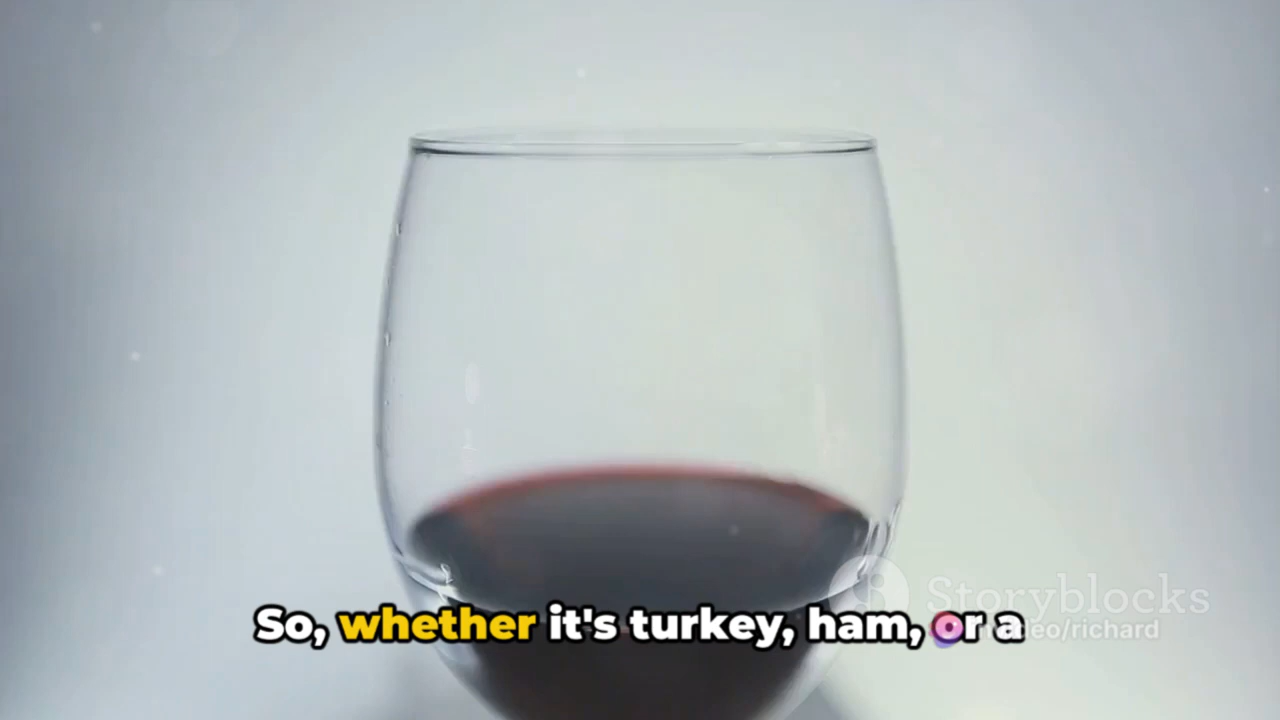 Storyblocks
So, whether it's turkey, ham, or a